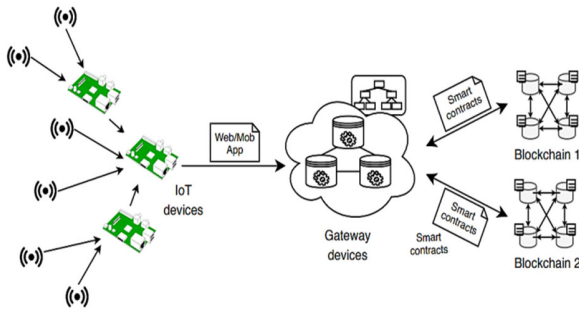 Web/Mob
App
IoT
devices
Gateway
devices
Smart
contracts
Smart
contracts
Smart
contracts
Blockchain 1
Blockchain 2